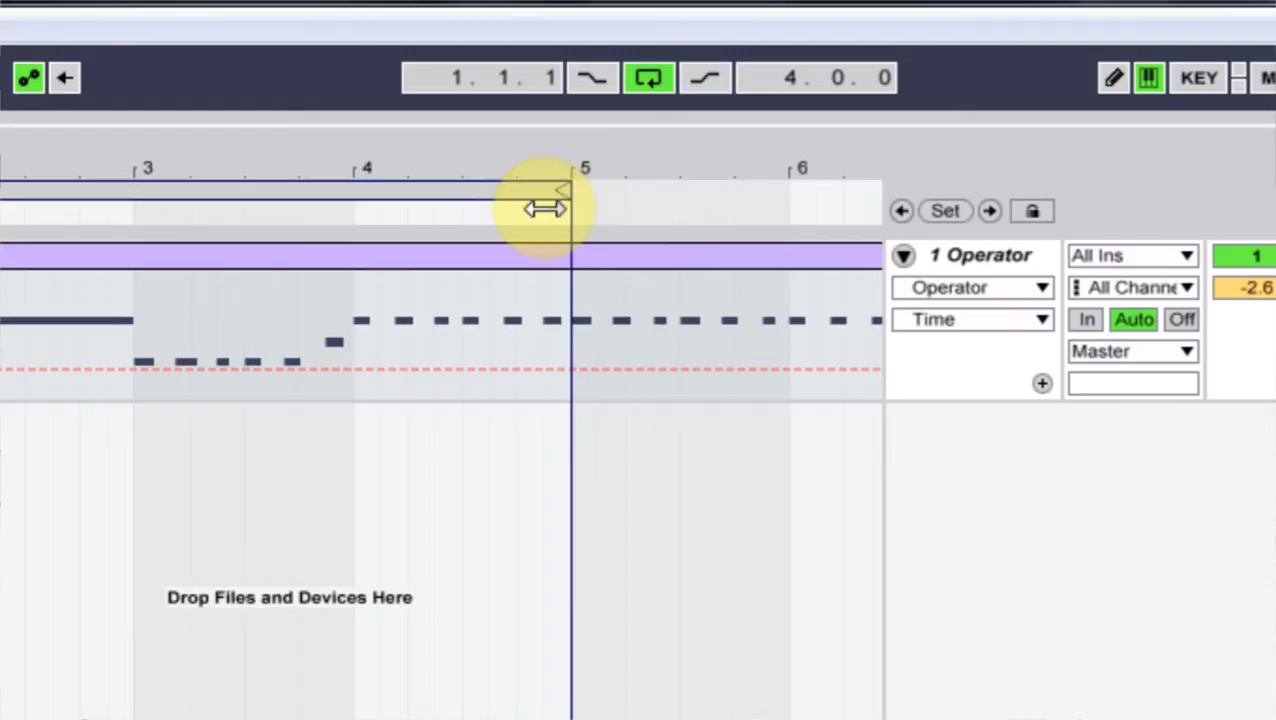 1. 1. 1
4. 0. 0
KEY
3
4
5
6
Set
1 Operator
All Ins
1
Operator
All Channe
-2.6
Time
In
Auto
Off
Master
Drop Files and Devices Here